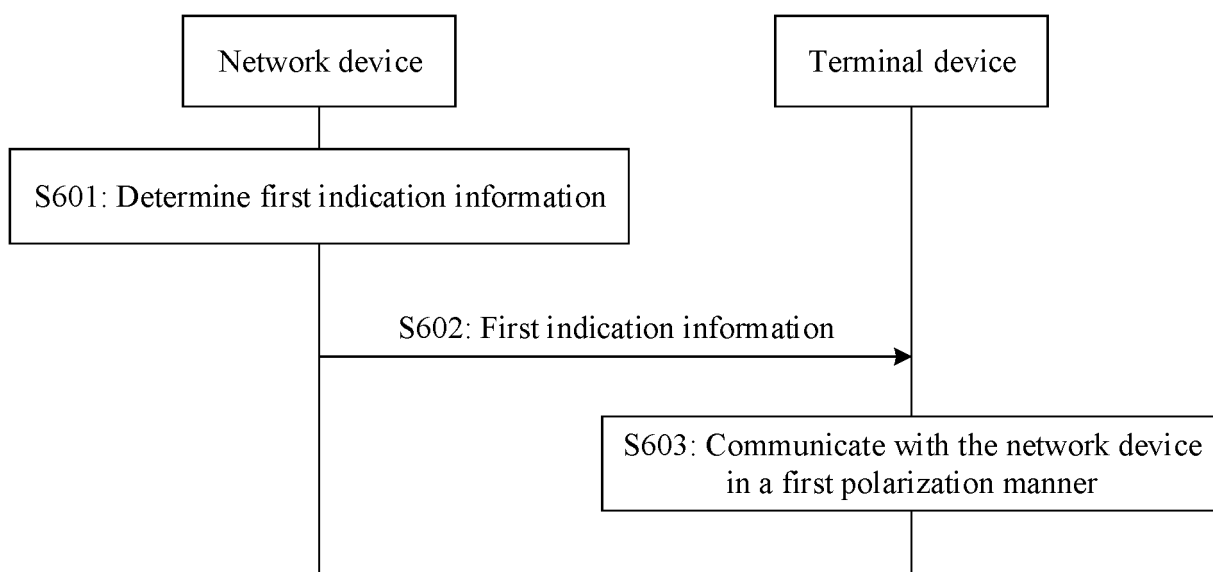 Network device
Terminal device
S601: Determine first indication information
S602: First indication information
S603: Communicate with the network device
in a first polarization manner